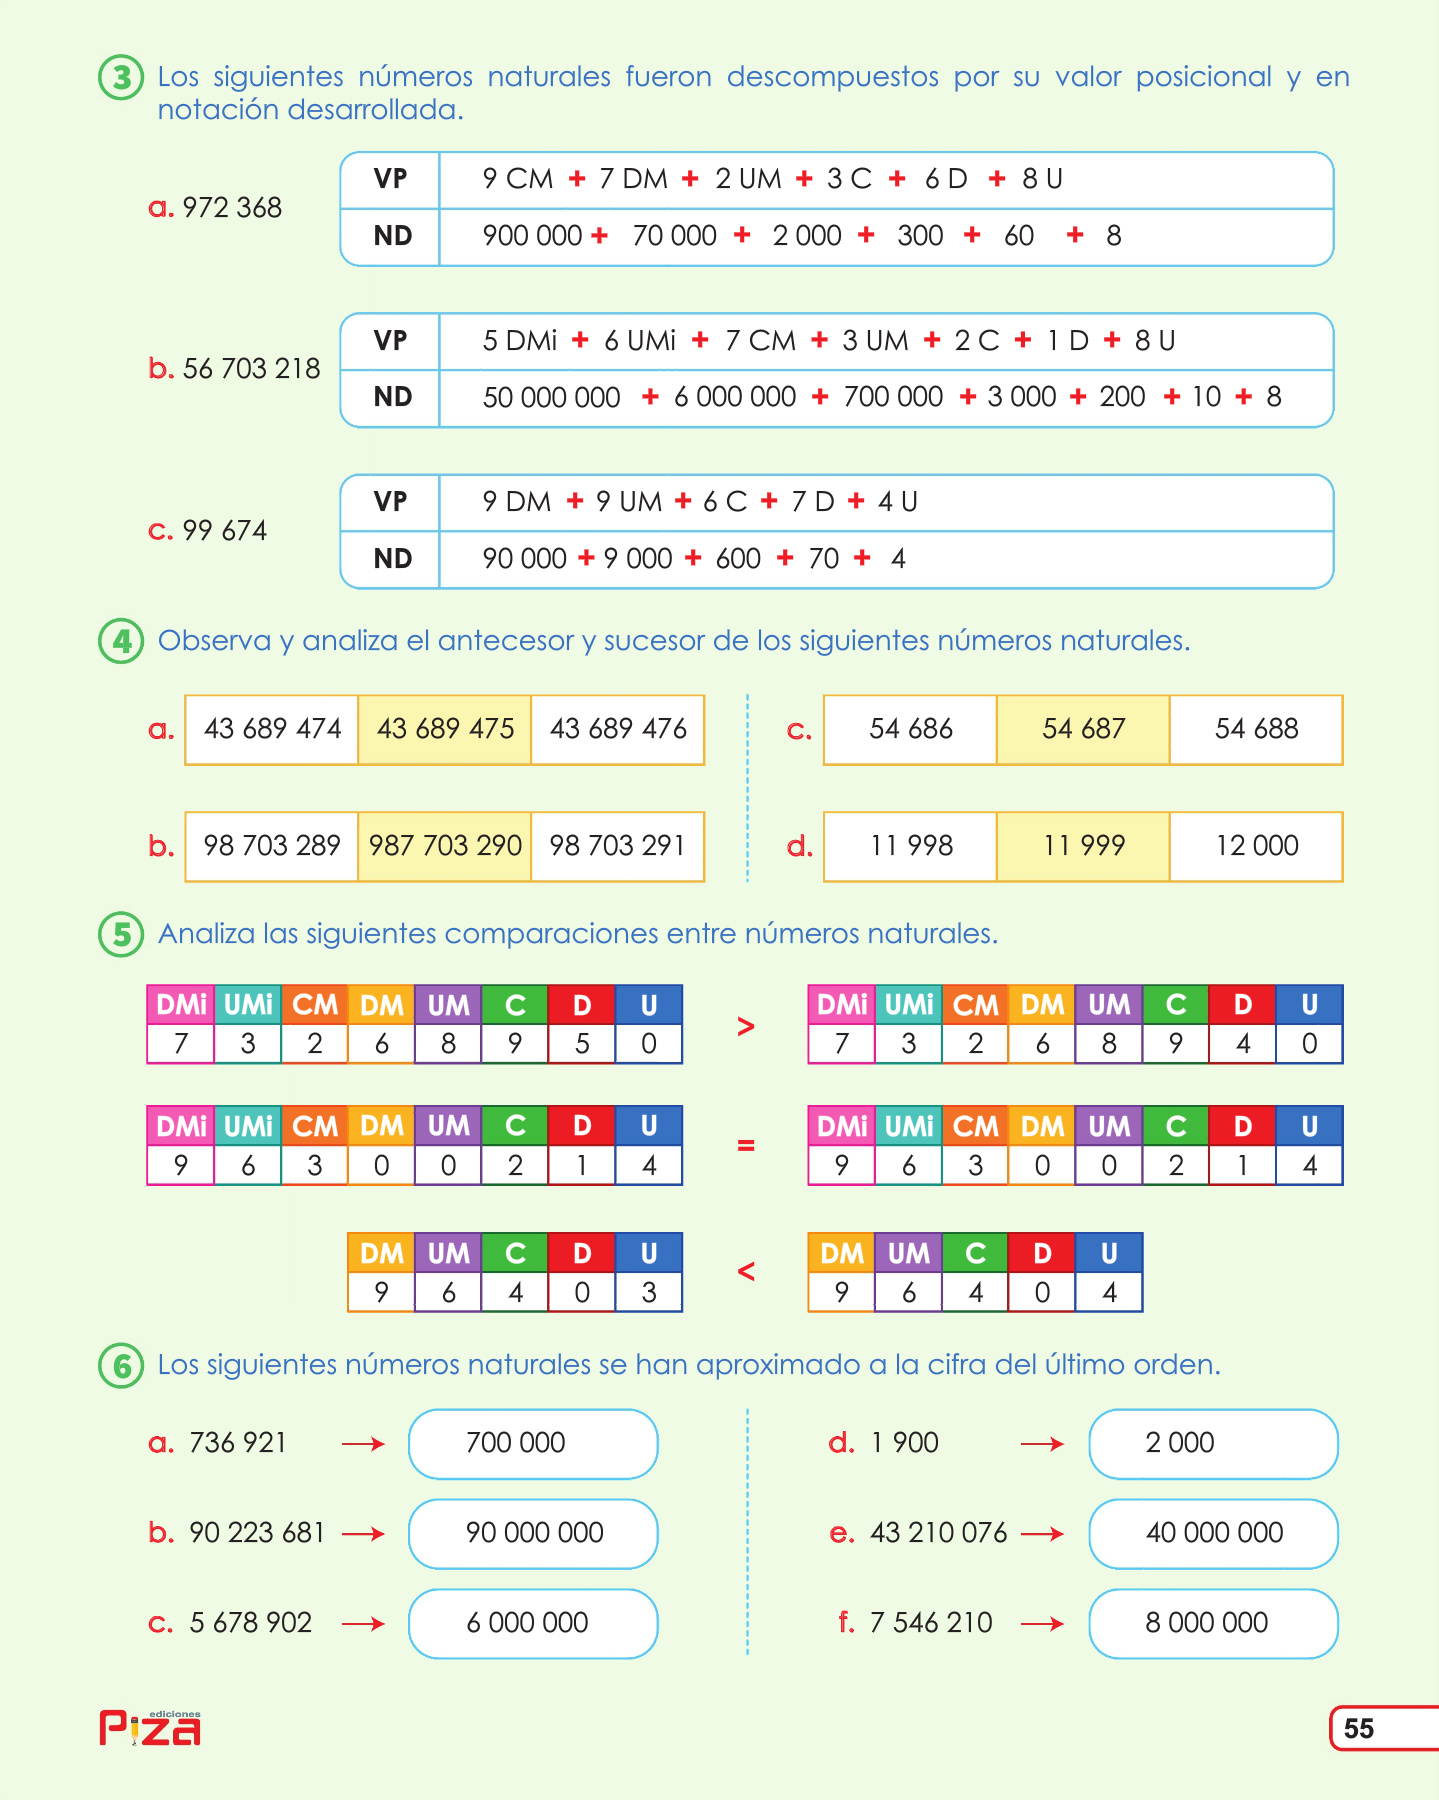 3 Los siguientes números naturales fueron descompuestos por su valor posicional y en
notación desarrollada.
a. 972 368
VP 9 CM + 7 DM + 2 UM + 3 C + 6 D + 8 U
ND 900 000 + 70 000 + 2 000 + 300 + 60 + 8
b. 56 703 218
VP 5 DMi + 6 UMi + 7 CM + 3 UM + 2 C + 1 D + 8 U
ND 50 000 000 + 6 000 000 + 700 000 + 3 000 + 200 + 10 + 8
c. 99 674
VP 9 DM + 9 UM + 6 C + 7 D + 4 U
ND 90 000 + 9 000 + 600 + 70 + 4
4 Observa y analiza el antecesor y sucesor de los siguientes números naturales.
a. 43 689 474 43 689 475 43 689 476
c. 54 686 54 687 54 688
b. 98 703 289 987 703 290 98 703 291
d. 11 998 11 999 12 000
5 Analiza las siguientes comparaciones entre números naturales.
DMi UMi CM DM UM C D U DMi UMi CM DM UM C D U
7 3 2 6 8 9 5 0 > 7 3 2 6 8 9 4 0
DMi UMi CM DM UM C D U DMi UMi CM DM UM C D U
9 6 3 0 0 2 1 4 = 9 6 3 0 0 2 1 4
DM UM C D U DM UM C D U
9 6 4 0 3 < 9 6 4 0 4
6 Los siguientes números naturales se han aproximado a la cifra del último orden.
a. 736 921 → 700 000
d. 1 900 → 2 000
b. 90 223 681 → 90 000 000
e. 43 210 076 → 40 000 000
c. 5 678 902 → 6 000 000
f. 7 546 210 → 8 000 000
ediciones
Piza
55